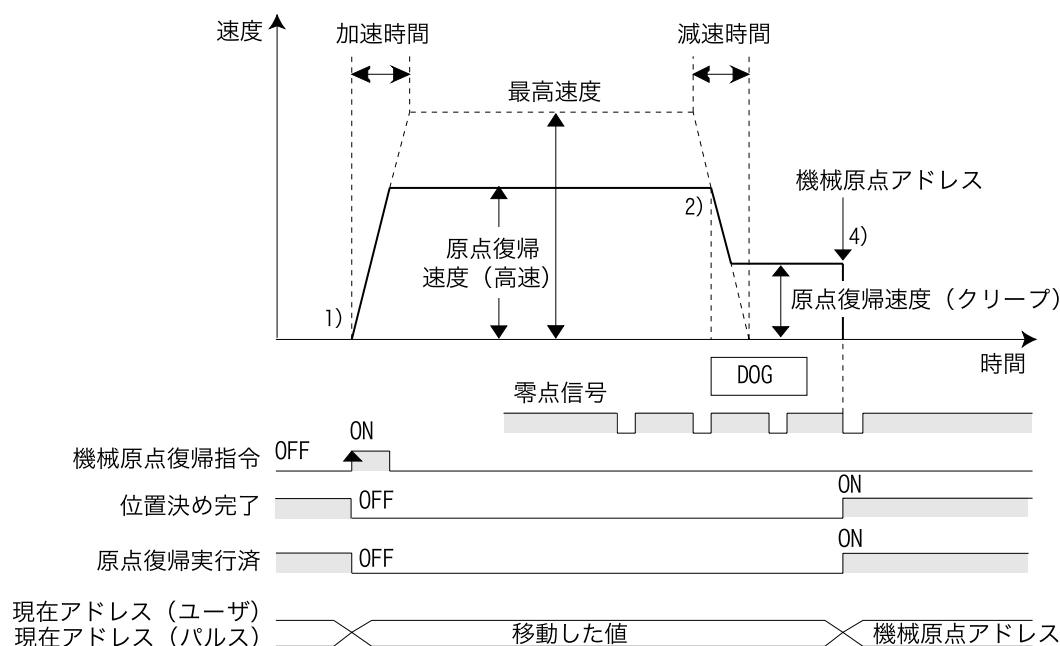 速度
加速時間
減速時間
最高速度
機械原点アドレス
2)
4)
原点復帰
速度（高速）
原点復帰速度（クリープ）
1)
時間
DOG
零点信号
ON
機械原点復帰指令 OFF
位置決め完了 OFF ON
原点復帰実行済 OFF ON
現在アドレス（ユーザ）
現在アドレス（パルス） 移動した値 機械原点アドレス